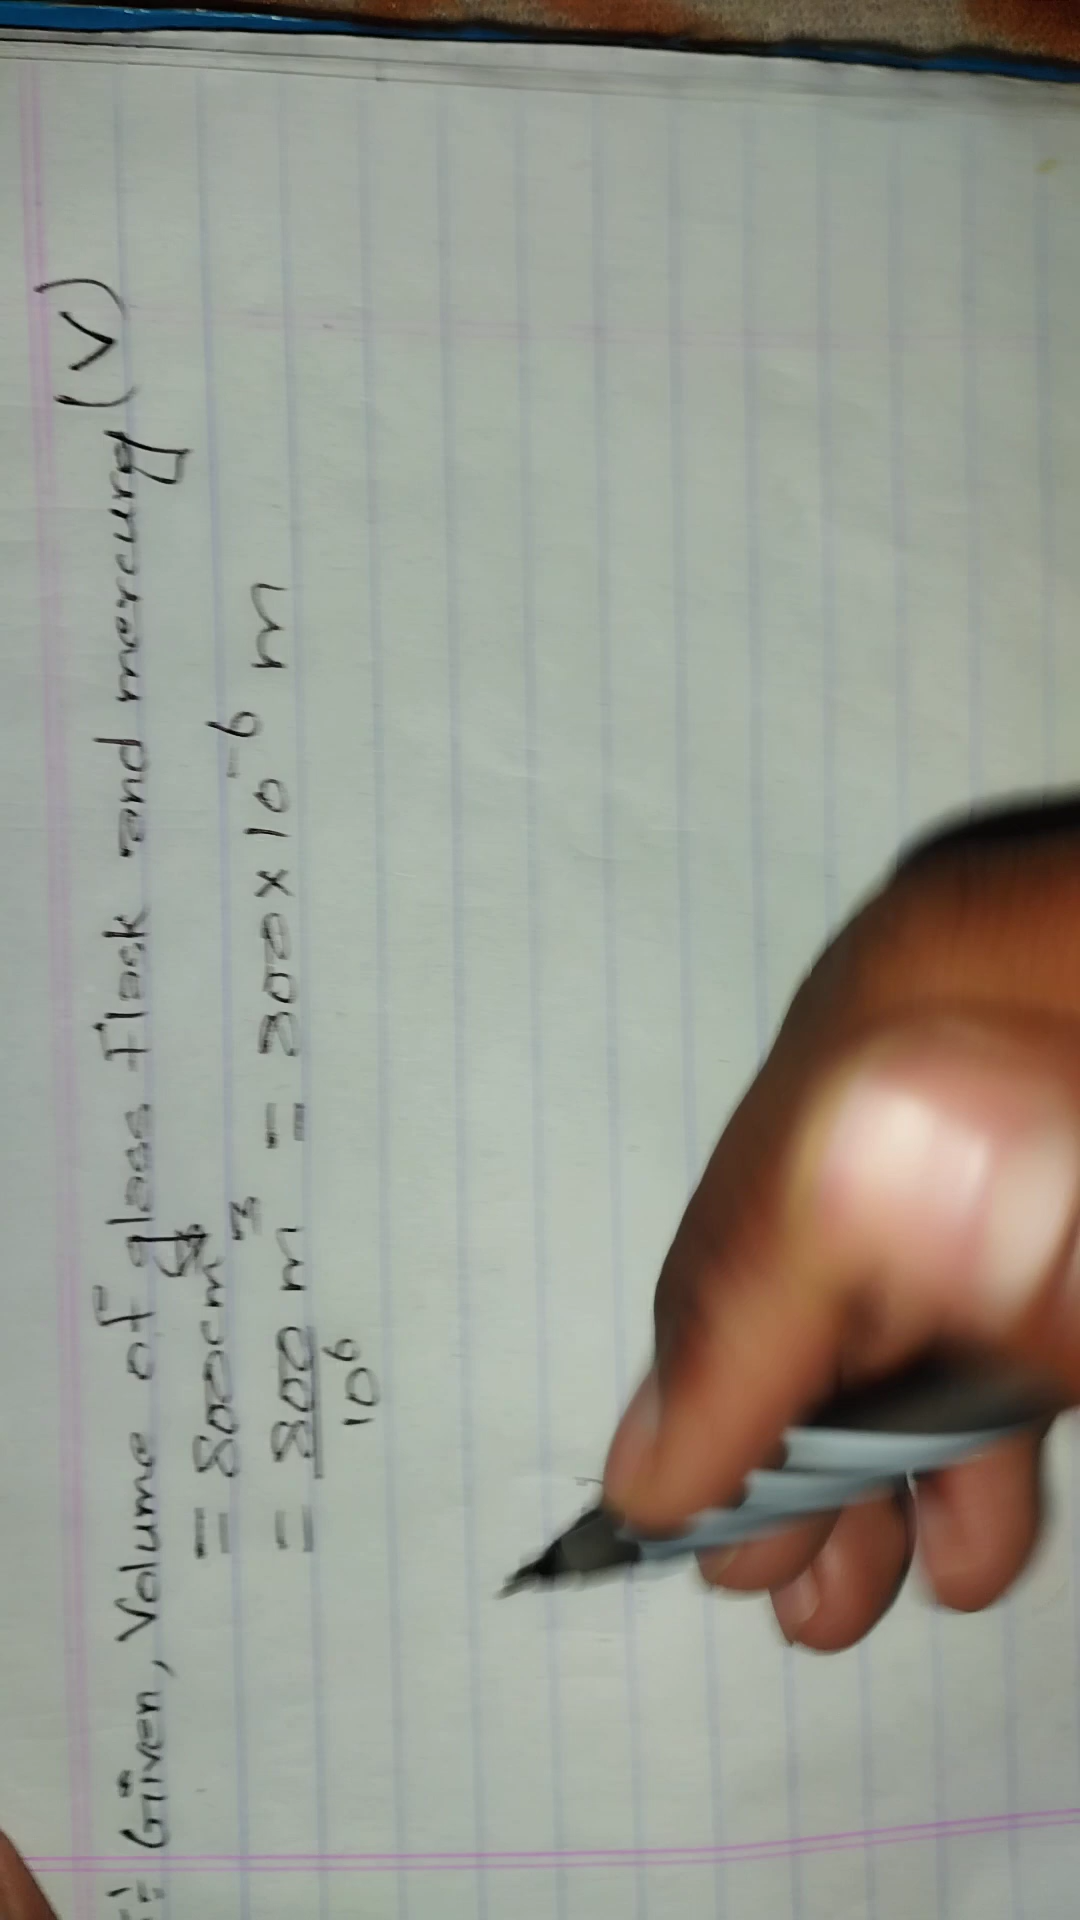 Given, Volume of glass flask and mercury (V)
= 800cm³
= 800/10⁶ m³ = 800×10⁻⁶ m